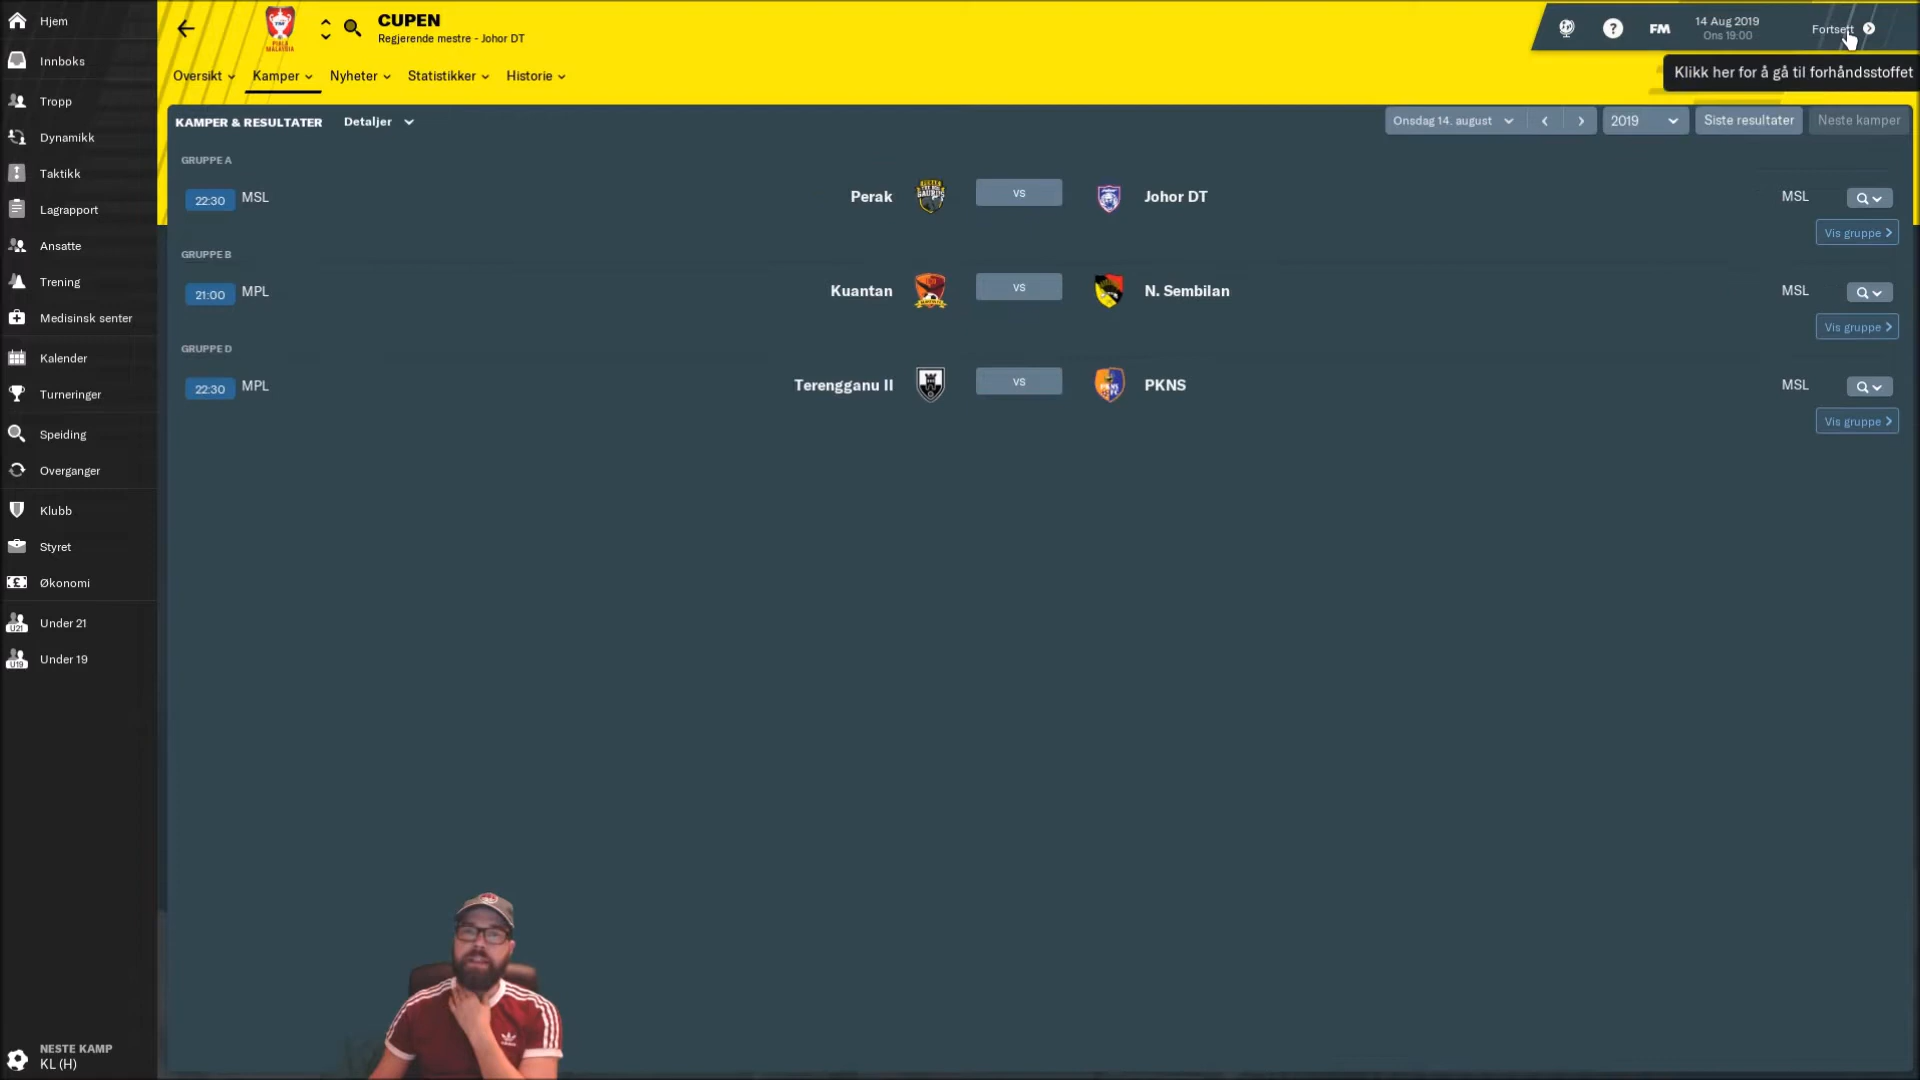 Hjem
Innboks
Tropp
Dynamikk
Taktikk
Lagrapport
Ansatte
Trening
Medisinsk senter
Kalender
Turneringer
Speiding
Overganger
Klubb
Styret
Økonomi
U21
Under 21
U19
Under 19
NESTE KAMP
KL (H)
PIALA
MALAYSIA
CUPEN
Regjerende mestre - Johor DT
FM
14 Aug 2019
Ons 19:00
Fortsett
Klikk her for å gå til forhåndsstoffet
Oversikt
Kamper
Nyheter
Statistikker
Historie
KAMPER & RESULTATER
Detaljer
Onsdag 14. august
2019
Siste resultater
Neste kamper
GRUPPE A
22:30 MSL Perak vs Johor DT MSL
Vis gruppe
GRUPPE B
21:00 MPL Kuantan vs N. Sembilan MSL
Vis gruppe
GRUPPE D
22:30 MPL Terengganu II vs PKNS MSL
Vis gruppe